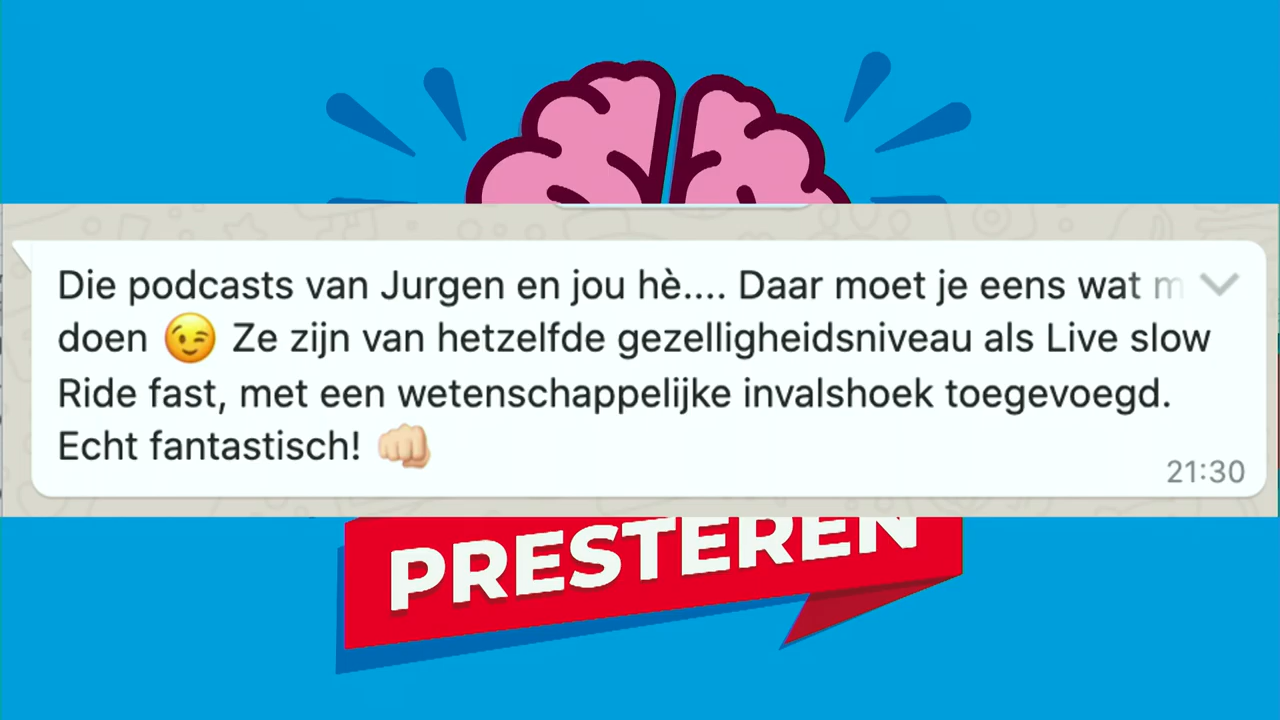 Die podcasts van Jurgen en jou hè.... Daar moet je eens wat
doen 😉 Ze zijn van hetzelfde gezelligheidsniveau als Live slow
Ride fast, met een wetenschappelijke invalshoek toegevoegd.
Echt fantastisch! 👊🏼
21:30
PRESTEREN